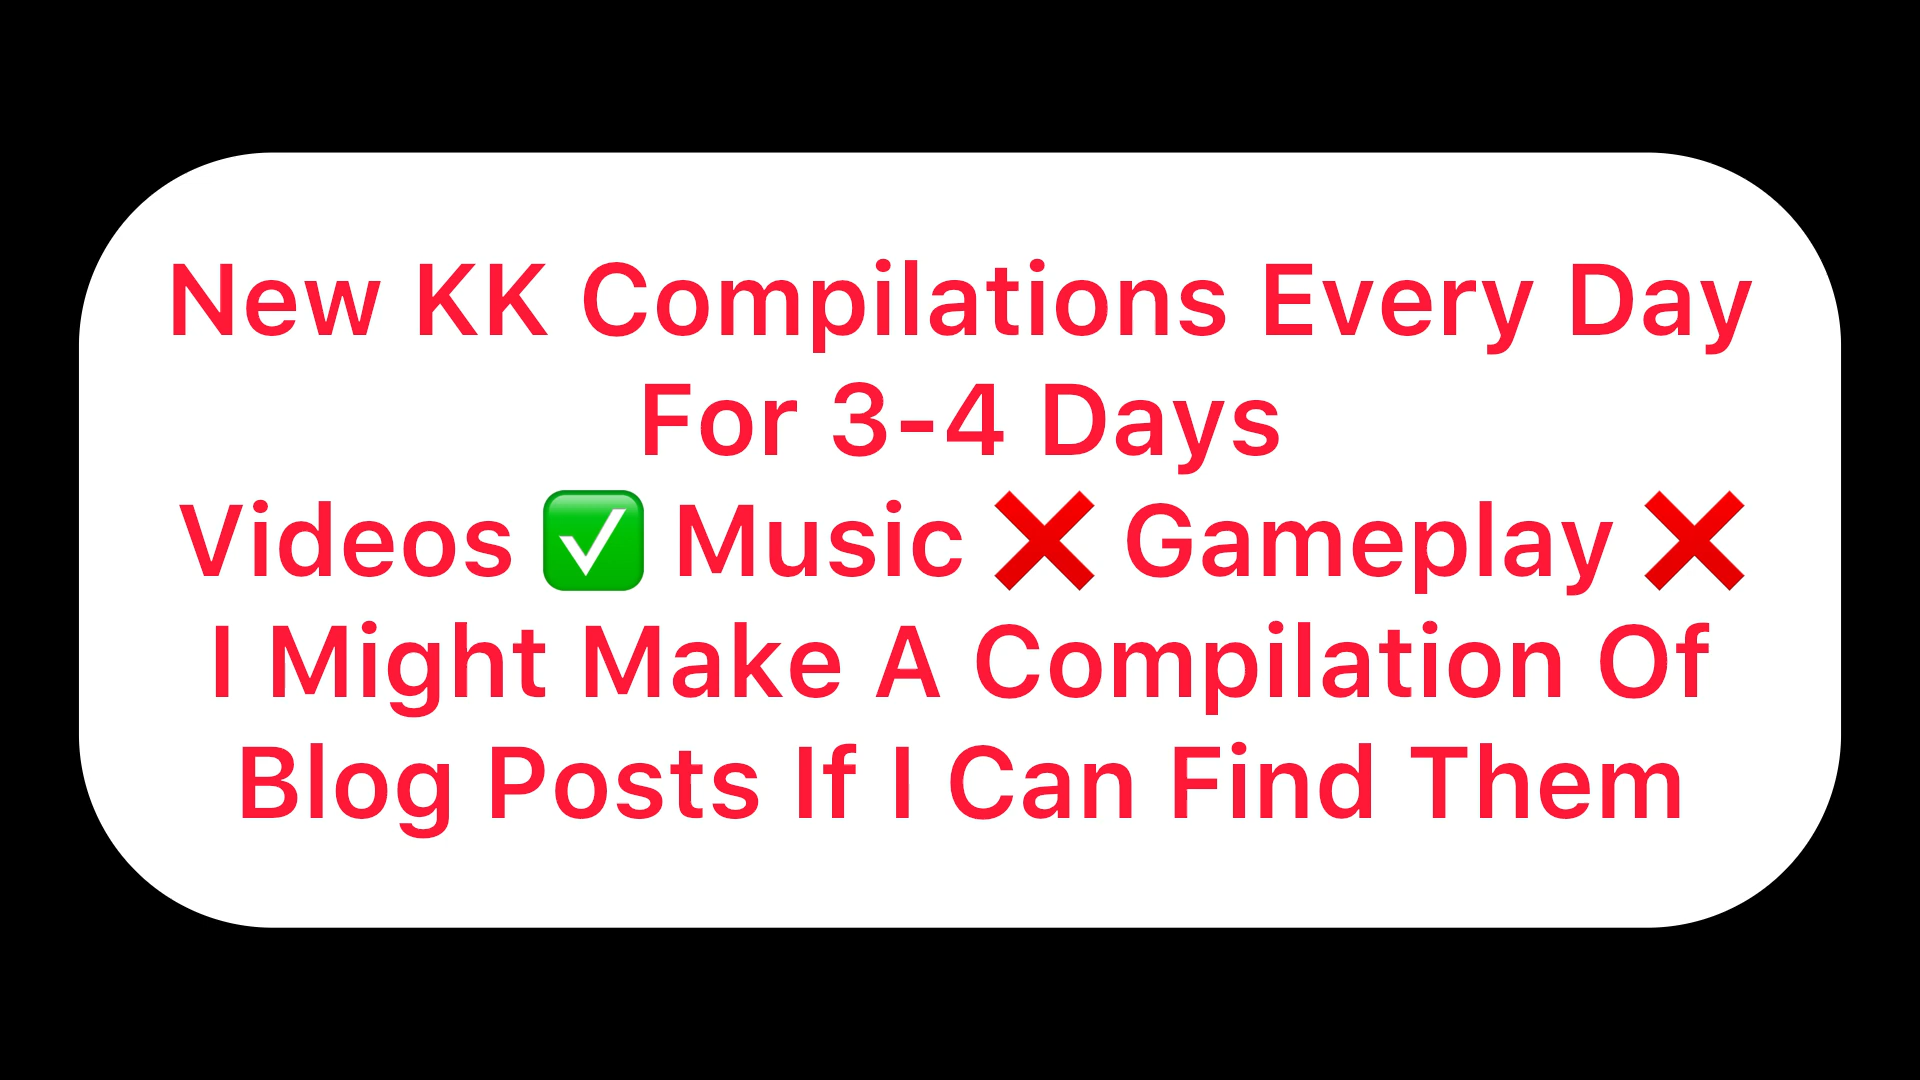 New KK Compilations Every Day
For 3-4 Days
Videos ✅ Music ❌ Gameplay ❌
I Might Make A Compilation Of
Blog Posts If I Can Find Them